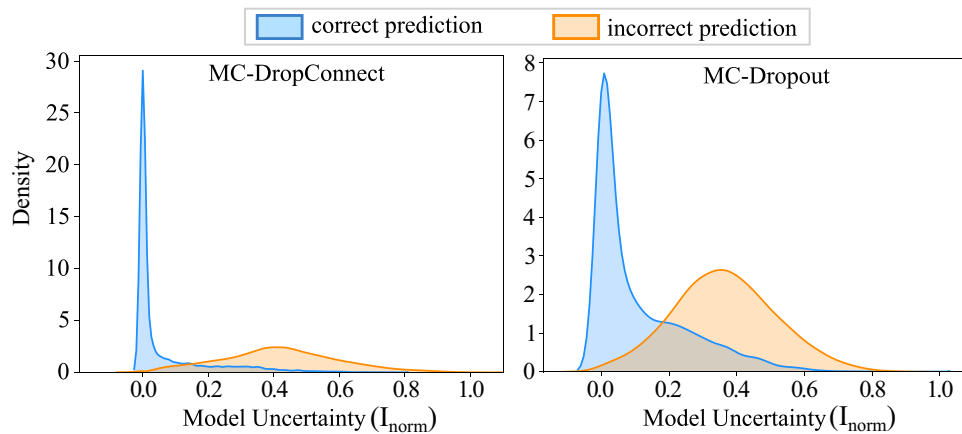 correct prediction
incorrect prediction
MC-DropConnect
Density
30
25
20
15
10
5
0
0.0 0.2 0.4 0.6 0.8 1.0
Model Uncertainty (I_norm)
MC-Dropout
8
7
6
5
4
3
2
1
0
0.0 0.2 0.4 0.6 0.8 1.0
Model Uncertainty (I_norm)